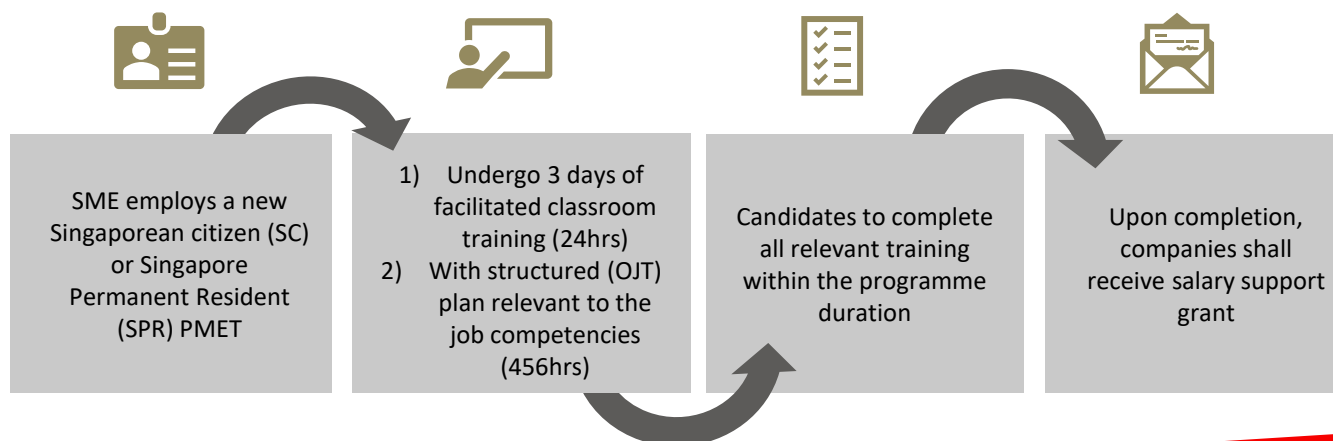 SME employs a new
Singaporean citizen (SC)
or Singapore
Permanent Resident
(SPR) PMET
1) Undergo 3 days of
facilitated classroom
training (24hrs)
2) With structured (OJT)
plan relevant to the
job competencies
(456hrs)
Candidates to complete
all relevant training
within the programme
duration
Upon completion,
companies shall
receive salary support
grant